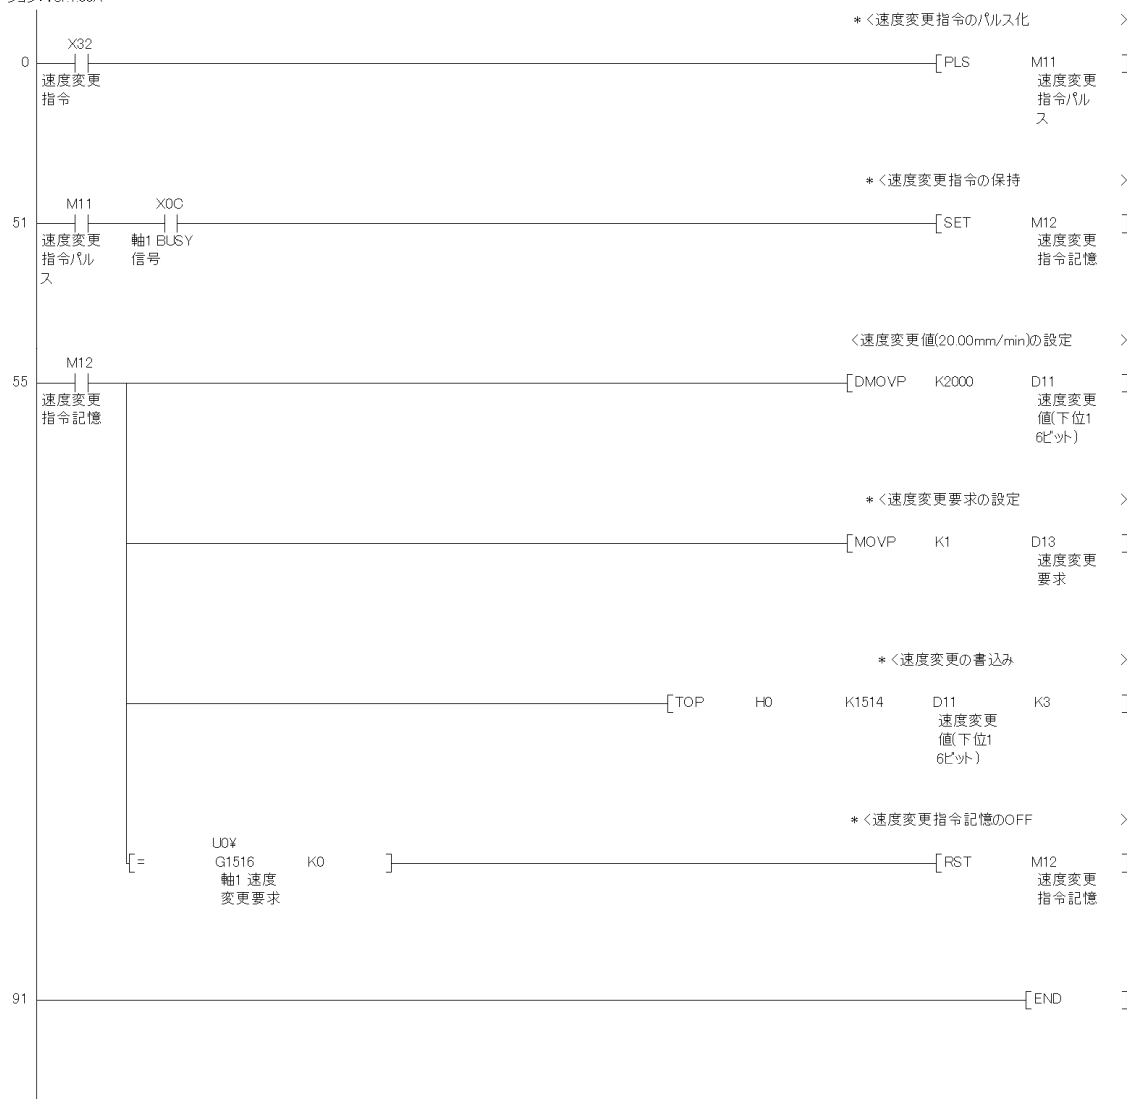 *<速度変更指令のパルス化 >
X32
0 [PLS M11 ]
速度変更
指令
速度変更
指令パル
ス
*<速度変更指令の保持 >
M11 X0C
51 [SET M12 ]
速度変更
指令パル
ス
軸1 BUSY
信号
速度変更
指令記憶
<速度変更値(20.00mm/min)の設定 >
M12
55 [DMOVP K2000 D11 ]
速度変更
指令記憶
速度変更
値(下位1
6ビット)
*<速度変更要求の設定 >
[MOVP K1 D13 ]
速度変更
要求
*<速度変更の書込み >
[TOP H0 K1514 D11 K3 ]
速度変更
値(下位1
6ビット)
*<速度変更指令記憶のOFF >
U0¥
[= G1516 K0 ] [RST M12 ]
軸1 速度
変更要求
速度変更
指令記憶
91 [END ]